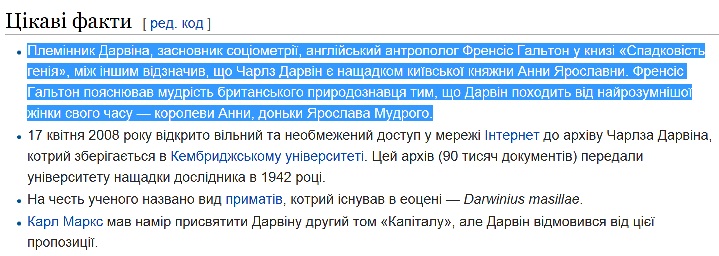 Цікаві факти [ ред. код ]
Племінник Дарвіна, засновник соціометрії, англійський антрополог Френсіс Гальтон у книзі «Спадковість
генія», між іншим відзначив, що Чарлз Дарвін є нащадком київської княжни Анни Ярославни. Френсіс
Гальтон пояснював мудрість британського природознавця тим, що Дарвін походить від найрозумнішої
жінки свого часу — королеви Анни, доньки Ярослава Мудрого.
17 квітня 2008 року відкрито вільний та необмежений доступ у мережі Інтернет до архіву Чарлза Дарвіна,
котрий зберігається в Кембриджському університеті. Цей архів (90 тисяч документів) передали
університету нащадки дослідника в 1942 році.
На честь ученого названо вид приматів, котрий існував в еоцені — Darwinius masillae.
Карл Маркс мав намір присвятити Дарвіну другий том «Капіталу», але Дарвін відмовився від цієї
пропозиції.